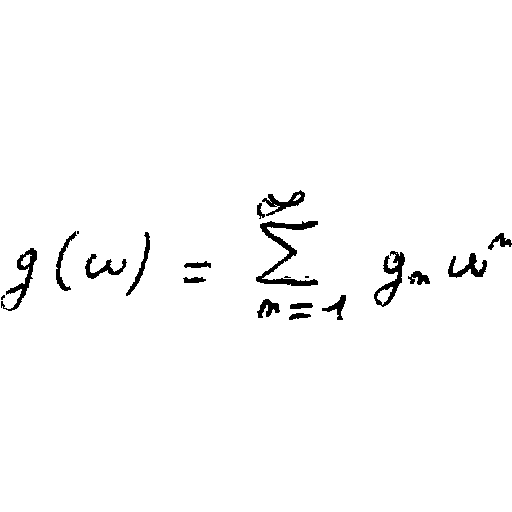 g(w) = \sum_{n=1}^{\infty} g_n w^n